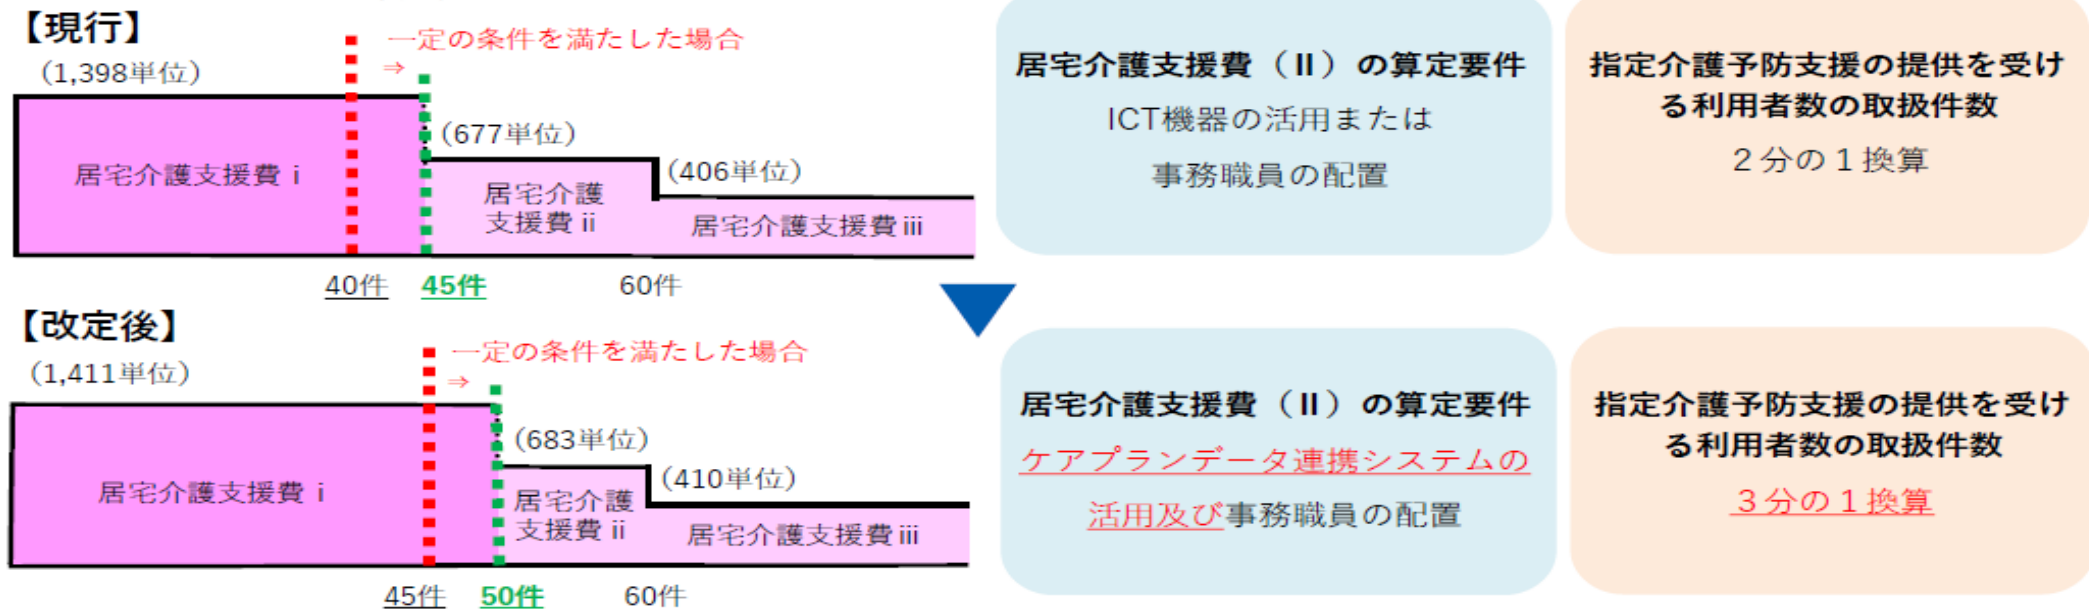 【現行】
一定の条件を満たした場合
（1,398単位）
⇒
（677単位）
（406単位）
居宅介護支援費 i
居宅介護
支援費 ii
居宅介護支援費 iii
40件
45件
60件
居宅介護支援費（II）の算定要件
ICT機器の活用または
事務職員の配置
指定介護予防支援の提供を受け
る利用者数の取扱件数
２分の１換算
【改定後】
一定の条件を満たした場合
（1,411単位）
⇒
（683単位）
（410単位）
居宅介護支援費 i
居宅介護
支援費 ii
居宅介護支援費 iii
45件
50件
60件
居宅介護支援費（II）の算定要件
ケアプランデータ連携システムの
活用及び事務職員の配置
指定介護予防支援の提供を受け
る利用者数の取扱件数
３分の１換算